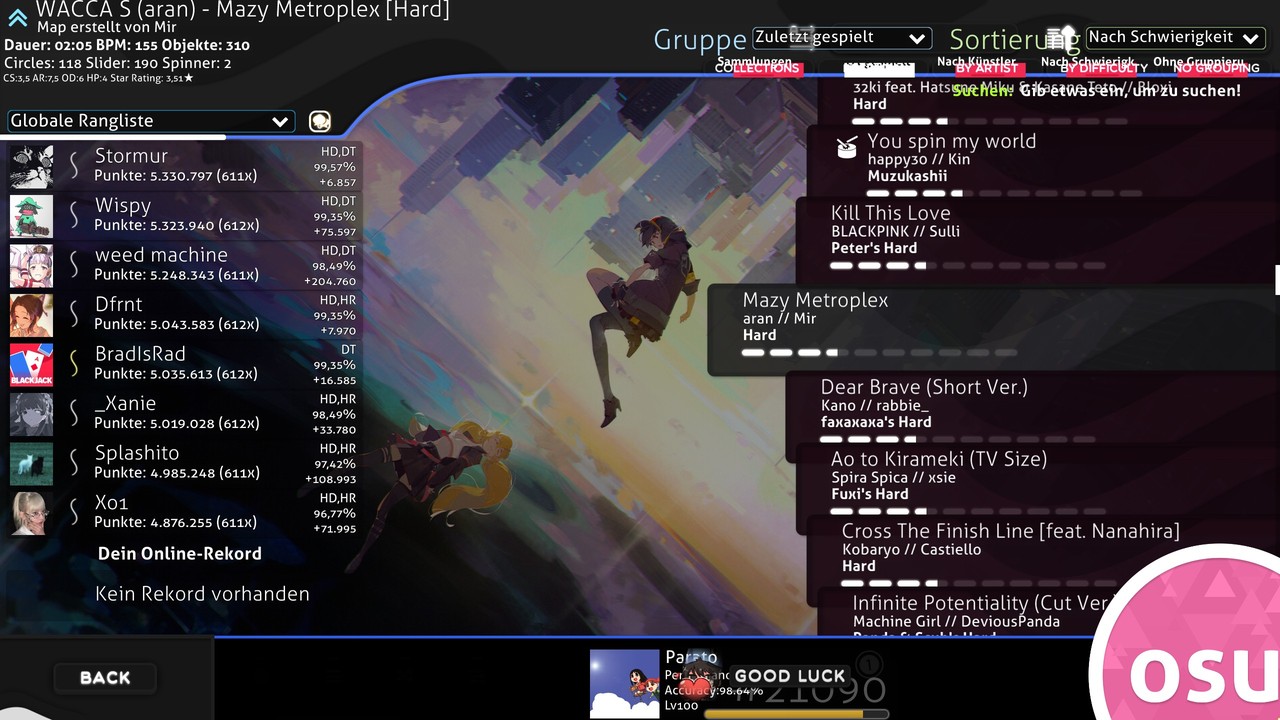 WACCA S (aran) - Mazy Metroplex [Hard]
Map erstellt von Mir
Dauer: 02:05 BPM: 155 Objekte: 310
Circles: 118 Slider: 190 Spinner: 2
CS:3,5 AR:7,5 OD:6 HP:4 Star Rating: 3,51★
Gruppe
Zuletzt gespielt
Sortierung
Nach Schwierigkeit
Sammlungen
Nach Künstler
Nach Schwierigk.
Ohne Gruppierung
COLLECTIONS
BY ARTIST
BY DIFFICULTY
NO GROUPING
Suchen: Gib etwas ein, um zu suchen!
Globale Rangliste
Stormur
Punkte: 5.330.797 (611x)
HD,DT
99,57%
+6.857
Wispy
Punkte: 5.323.940 (612x)
HD,DT
99,35%
+75.597
weed machine
Punkte: 5.248.343 (611x)
HD,DT
98,49%
+204.760
Dfrnt
Punkte: 5.043.583 (612x)
HD,HR
99,35%
+7.970
BradIsRad
Punkte: 5.035.613 (612x)
DT
99,35%
+16.585
BLACKJACK
_Xanie
Punkte: 5.019.028 (612x)
HD,HR
98,49%
+33.780
Splashito
Punkte: 4.985.248 (611x)
HD,HR
97,42%
+108.993
Xo1
Punkte: 4.876.255 (611x)
HD,HR
96,77%
+71.995
Dein Online-Rekord
Kein Rekord vorhanden
32ki feat. Hatsune Miku & Kasane Teto // Bloxi
Hard
You spin my world
happy30 // Kin
Muzukashii
Kill This Love
BLACKPINK // Sulli
Peter's Hard
Mazy Metroplex
aran // Mir
Hard
Dear Brave (Short Ver.)
Kano // rabbie_
faxaxaxa's Hard
Ao to Kirameki (TV Size)
Spira Spica // xsie
Fuxi's Hard
Cross The Finish Line [feat. Nanahira]
Kobaryo // Castiello
Hard
Infinite Potentiality (Cut Ver
Machine Girl // DeviousPanda
BACK
Parato
Accuracy:98.64%
Lv100
GOOD LUCK
#21090
1
osu